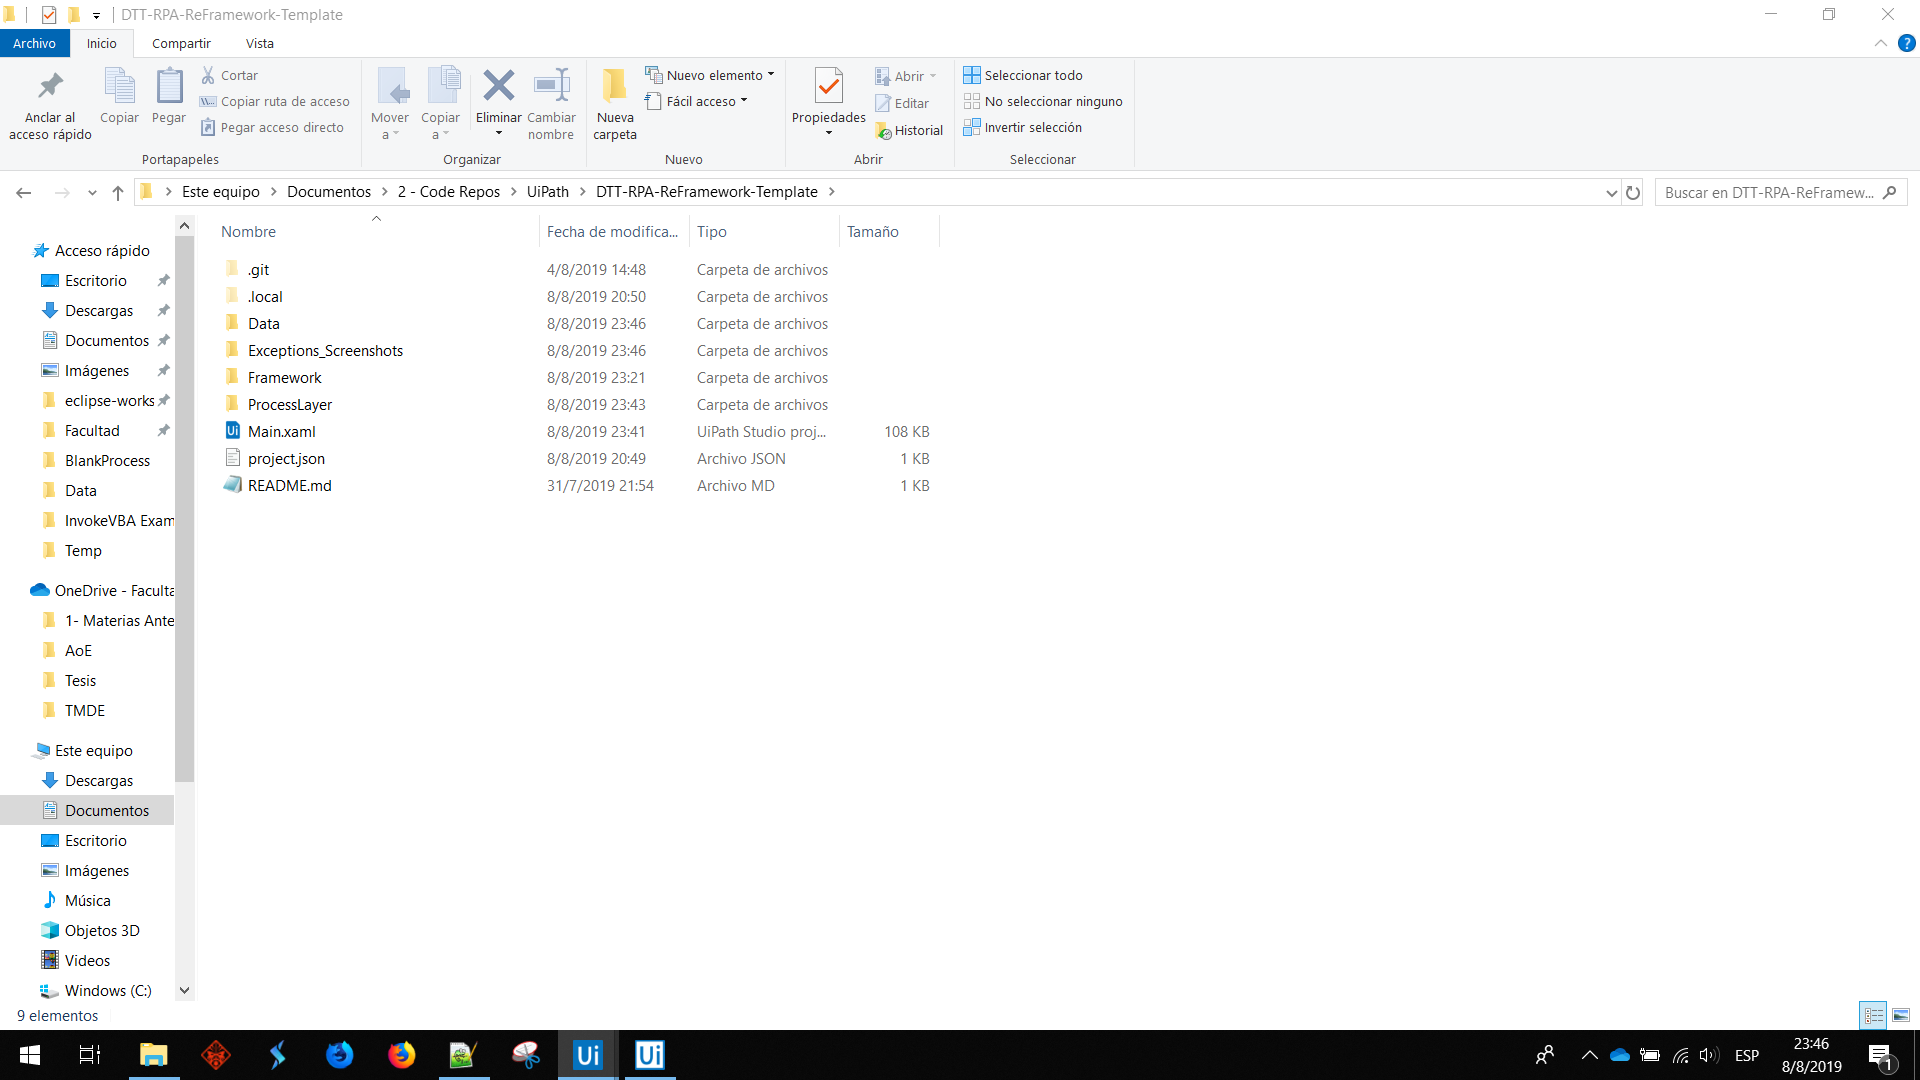 DTT-RPA-ReFramework-Template
Archivo Inicio Compartir Vista
Anclar al acceso rápido
Copiar
Pegar
Cortar
Copiar ruta de acceso
Pegar acceso directo
Portapapeles
Mover a
Copiar a
Eliminar
Cambiar nombre
Organizar
Nueva carpeta
Nuevo elemento
Fácil acceso
Nuevo
Propiedades
Abrir
Editar
Historial
Abrir
Seleccionar todo
No seleccionar ninguno
Invertir selección
Seleccionar
Este equipo > Documentos > 2 - Code Repos > UiPath > DTT-RPA-ReFramework-Template >
Buscar en DTT-RPA-ReFramew...
Acceso rápido
Escritorio
Descargas
Documentos
Imágenes
eclipse-works
Facultad
BlankProcess
Data
InvokeVBA Exam
Temp
OneDrive - Faculta
1- Materias Ante
AoE
Tesis
TMDE
Este equipo
Descargas
Documentos
Escritorio
Imágenes
Música
Objetos 3D
Videos
Windows (C:)
Nombre Fecha de modifica... Tipo Tamaño
.git 4/8/2019 14:48 Carpeta de archivos
.local 8/8/2019 20:50 Carpeta de archivos
Data 8/8/2019 23:46 Carpeta de archivos
Exceptions_Screenshots 8/8/2019 23:46 Carpeta de archivos
Framework 8/8/2019 23:21 Carpeta de archivos
ProcessLayer 8/8/2019 23:43 Carpeta de archivos
Main.xaml 8/8/2019 23:41 UiPath Studio proj... 108 KB
project.json 8/8/2019 20:49 Archivo JSON 1 KB
README.md 31/7/2019 21:54 Archivo MD 1 KB
9 elementos
Ui
Ui
ESP
23:46
8/8/2019
1